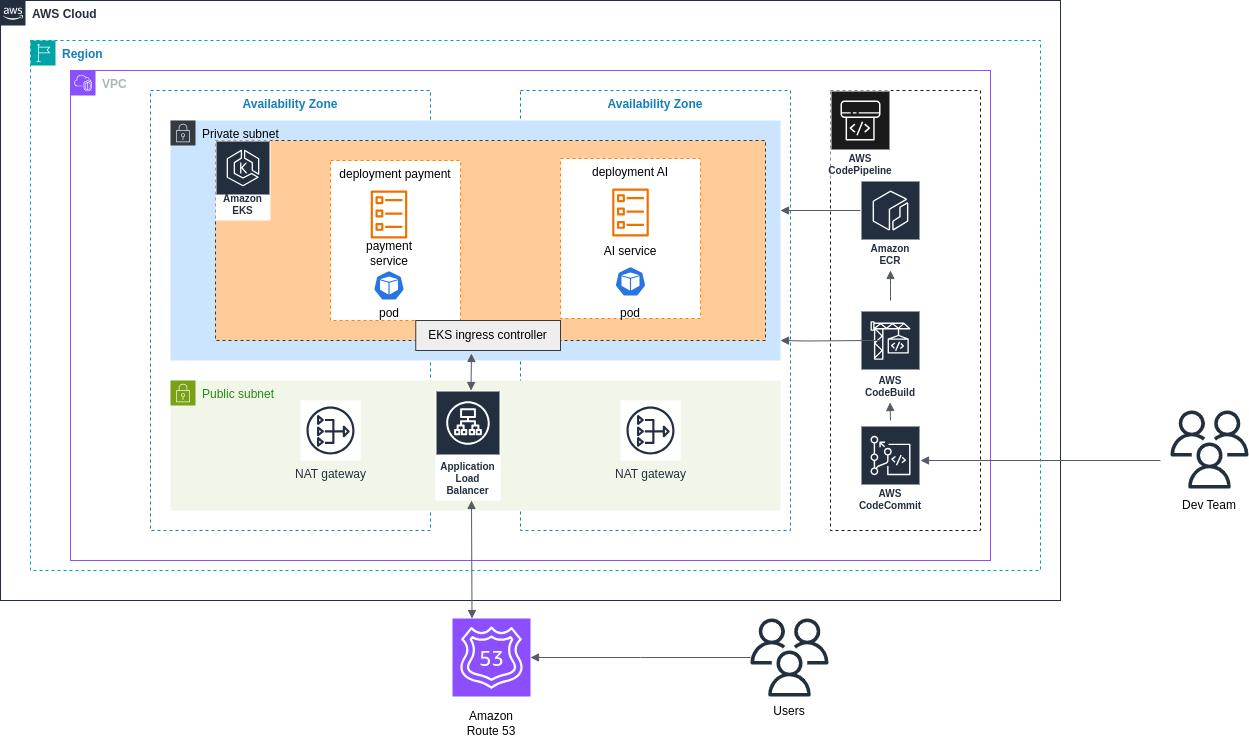 aws
AWS Cloud
Region
VPC
Availability Zone
Availability Zone
Private subnet
Amazon
EKS
deployment payment
payment
service
pod
deployment AI
AI service
pod
EKS ingress controller
Public subnet
NAT gateway
Application
Load
Balancer
NAT gateway
AWS
CodePipeline
Amazon
ECR
AWS
CodeBuild
AWS
CodeCommit
Dev Team
53
Amazon
Route 53
Users